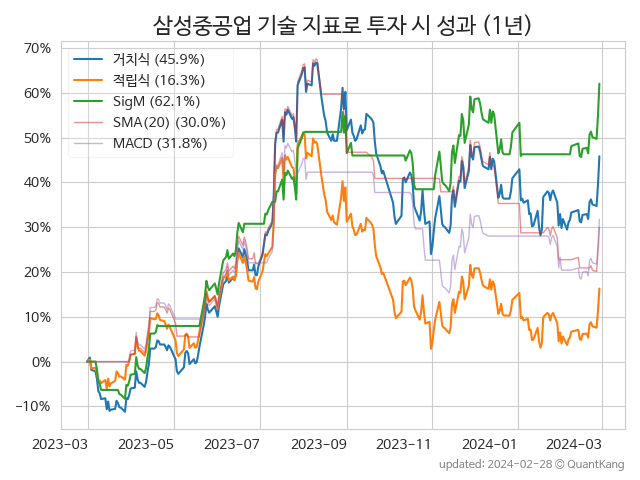 삼성중공업 기술 지표로 투자 시 성과 (1년)
70%
60%
50%
40%
30%
20%
10%
0%
−10%
거치식 (45.9%)
적립식 (16.3%)
SigM (62.1%)
SMA(20) (30.0%)
MACD (31.8%)
2023-03
2023-05
2023-07
2023-09
2023-11
2024-01
2024-03
updated: 2024-02-28 ⓒ QuantKang